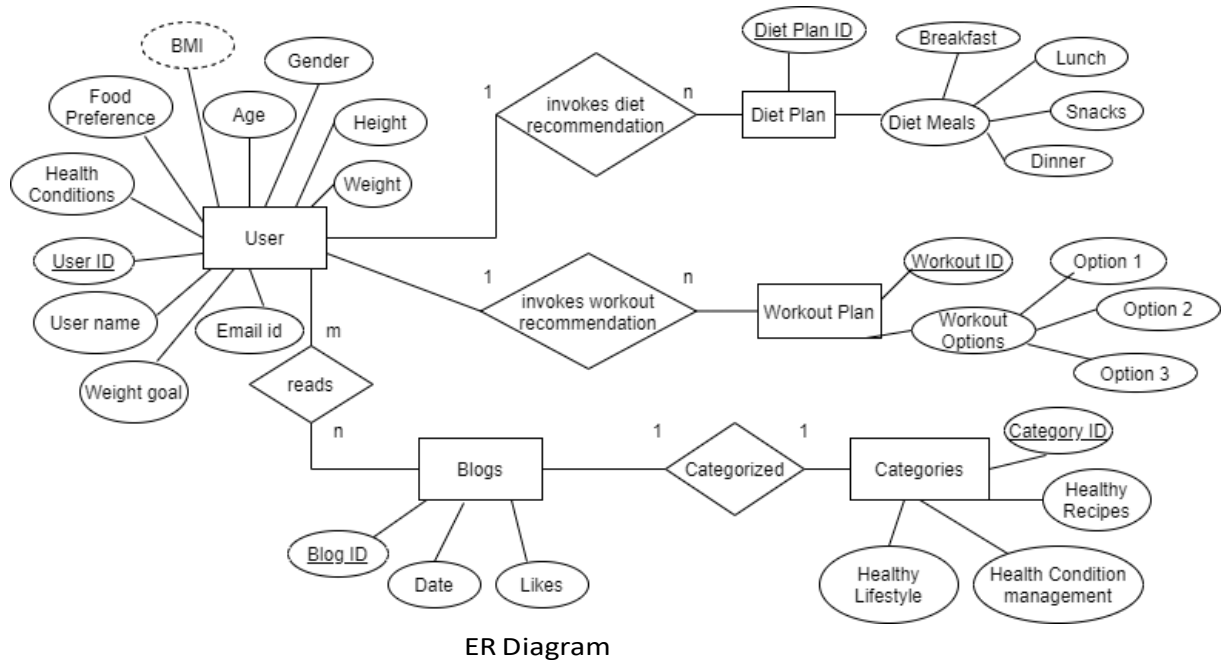 BMI
Gender
Food
Preference
Age
Height
Health
Conditions
Weight
User
User ID
User name
Email id
Weight goal
1
invokes diet
recommendation
n
Diet Plan ID
Diet Plan
Breakfast
Lunch
Diet Meals
Snacks
Dinner
1
invokes workout
recommendation
n
Workout ID
Workout Plan
Option 1
Workout
Options
Option 2
Option 3
m
reads
n
Blogs
1
Categorized
1
Categories
Category ID
Healthy
Recipes
Blog ID
Date
Likes
Healthy
Lifestyle
Health Condition
management
ER Diagram